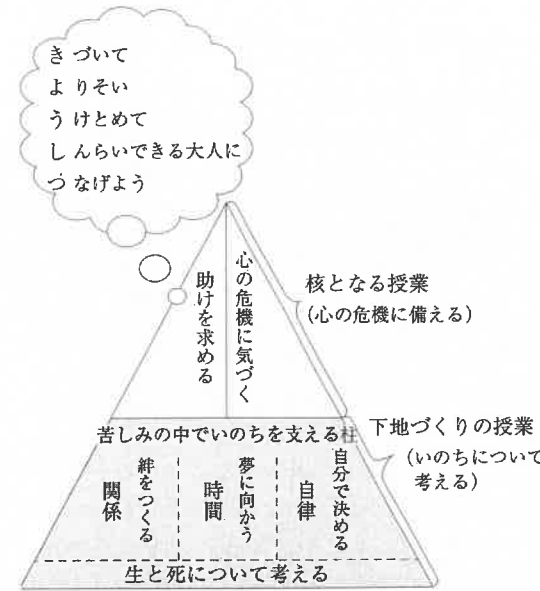 きづいて
よりそい
うけとめて
しんらいできる大人に
つなげよう
心の危機に気づく
助けを求める
核となる授業
(心の危機に備える)
苦しみの中でいのちを支える柱
下地づくりの授業
(いのちについて
考える)
自分で決める
自律
夢に向かう
時間
絆をつくる
関係
生と死について考える